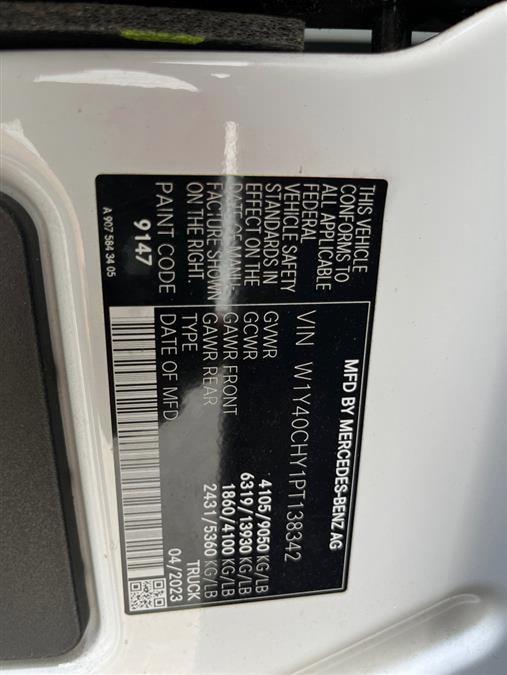 MFD BY MERCEDES-BENZ AG
VIN W1Y40CHY1PT138342
THIS VEHICLE
CONFORMS TO
ALL APPLICABLE
FEDERAL
VEHICLE SAFETY
STANDARDS IN
EFFECT ON THE
DATE OF MANU-
FACTURE SHOWN
ON THE RIGHT.
GVWR 4105/9050 KG/LB
GCWR 6319/13930 KG/LB
GAWR FRONT 1860/4100 KG/LB
GAWR REAR 2431/5360 KG/LB
TYPE TRUCK
DATE OF MFD 04/2023
PAINT CODE
9147
A 907 584 34 05